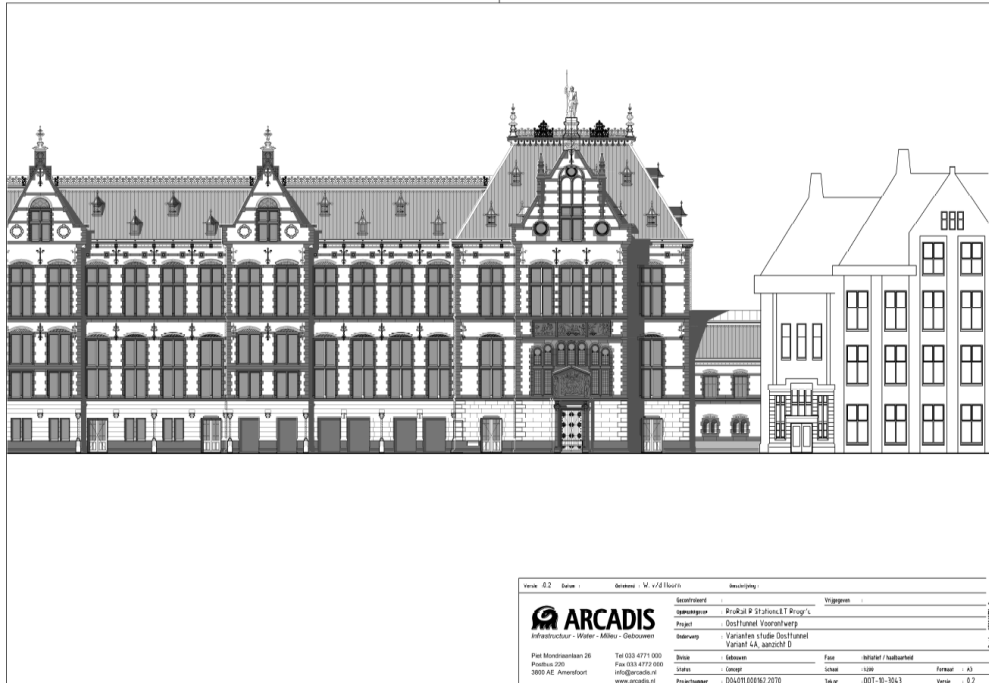 Versie : 0.2 Datum : Getekend : W. v/d Hoorn Omschrijving :
ARCADIS
Infrastructuur - Water - Milieu - Gebouwen
Piet Mondriaanlaan 26 Tel 033 4771 000
Postbus 220 Fax 033 4772 000
3800 AE Amersfoort info@arcadis.nl
www.arcadis.nl
Gecontroleerd : Vrijgegeven :
Opdrachtgever : ProRail
Project : Oosttunnel Voorontwerp
Onderwerp : Varianten studie Oosttunnel
Variant 4A, aanzicht D
Divisie : Gebouwen Fase : Initiatief / haalbaarheid
Status : Concept Schaal : 1:200 Formaat : A3
Projectnummer : D04011.000162.2070 Tek.nr. : OOT-10-3043 Versie : 0.2